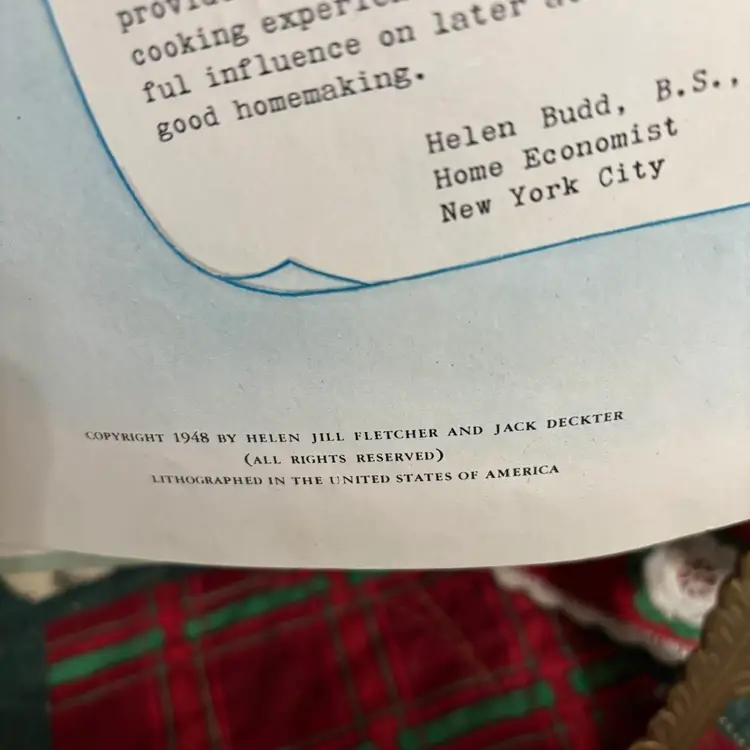 cooking
ful influence on later
good homemaking.
Helen Budd, B.S.,
Home Economist
New York City
COPYRIGHT 1948 BY HELEN JILL FLETCHER AND JACK DECKTER
(ALL RIGHTS RESERVED)
LITHOGRAPHED IN THE UNITED STATES OF AMERICA